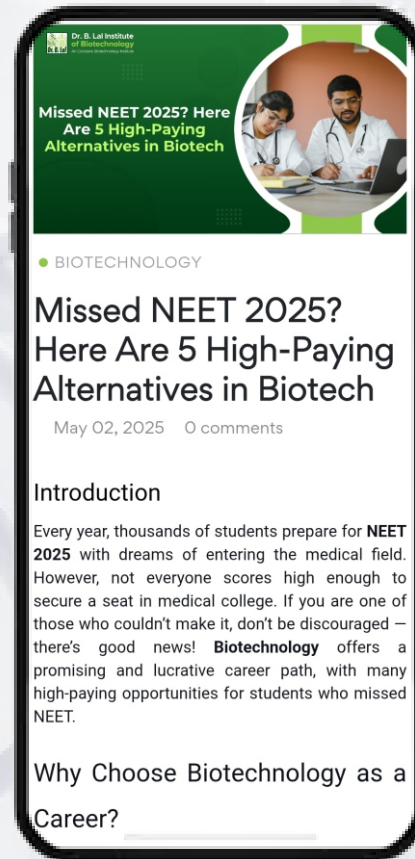 Dr. B. Lal Institute
of Biotechnology
Missed NEET 2025? Here
Are 5 High-Paying
Alternatives in Biotech
BIOTECHNOLOGY
Missed NEET 2025?
Here Are 5 High-Paying
Alternatives in Biotech
May 02, 2025 0 comments
Introduction
Every year, thousands of students prepare for NEET
2025 with dreams of entering the medical field.
However, not everyone scores high enough to
secure a seat in medical college. If you are one of
those who couldn’t make it, don’t be discouraged –
there’s good news! Biotechnology offers a
promising and lucrative career path, with many
high-paying opportunities for students who missed
NEET.
Why Choose Biotechnology as a
Career?